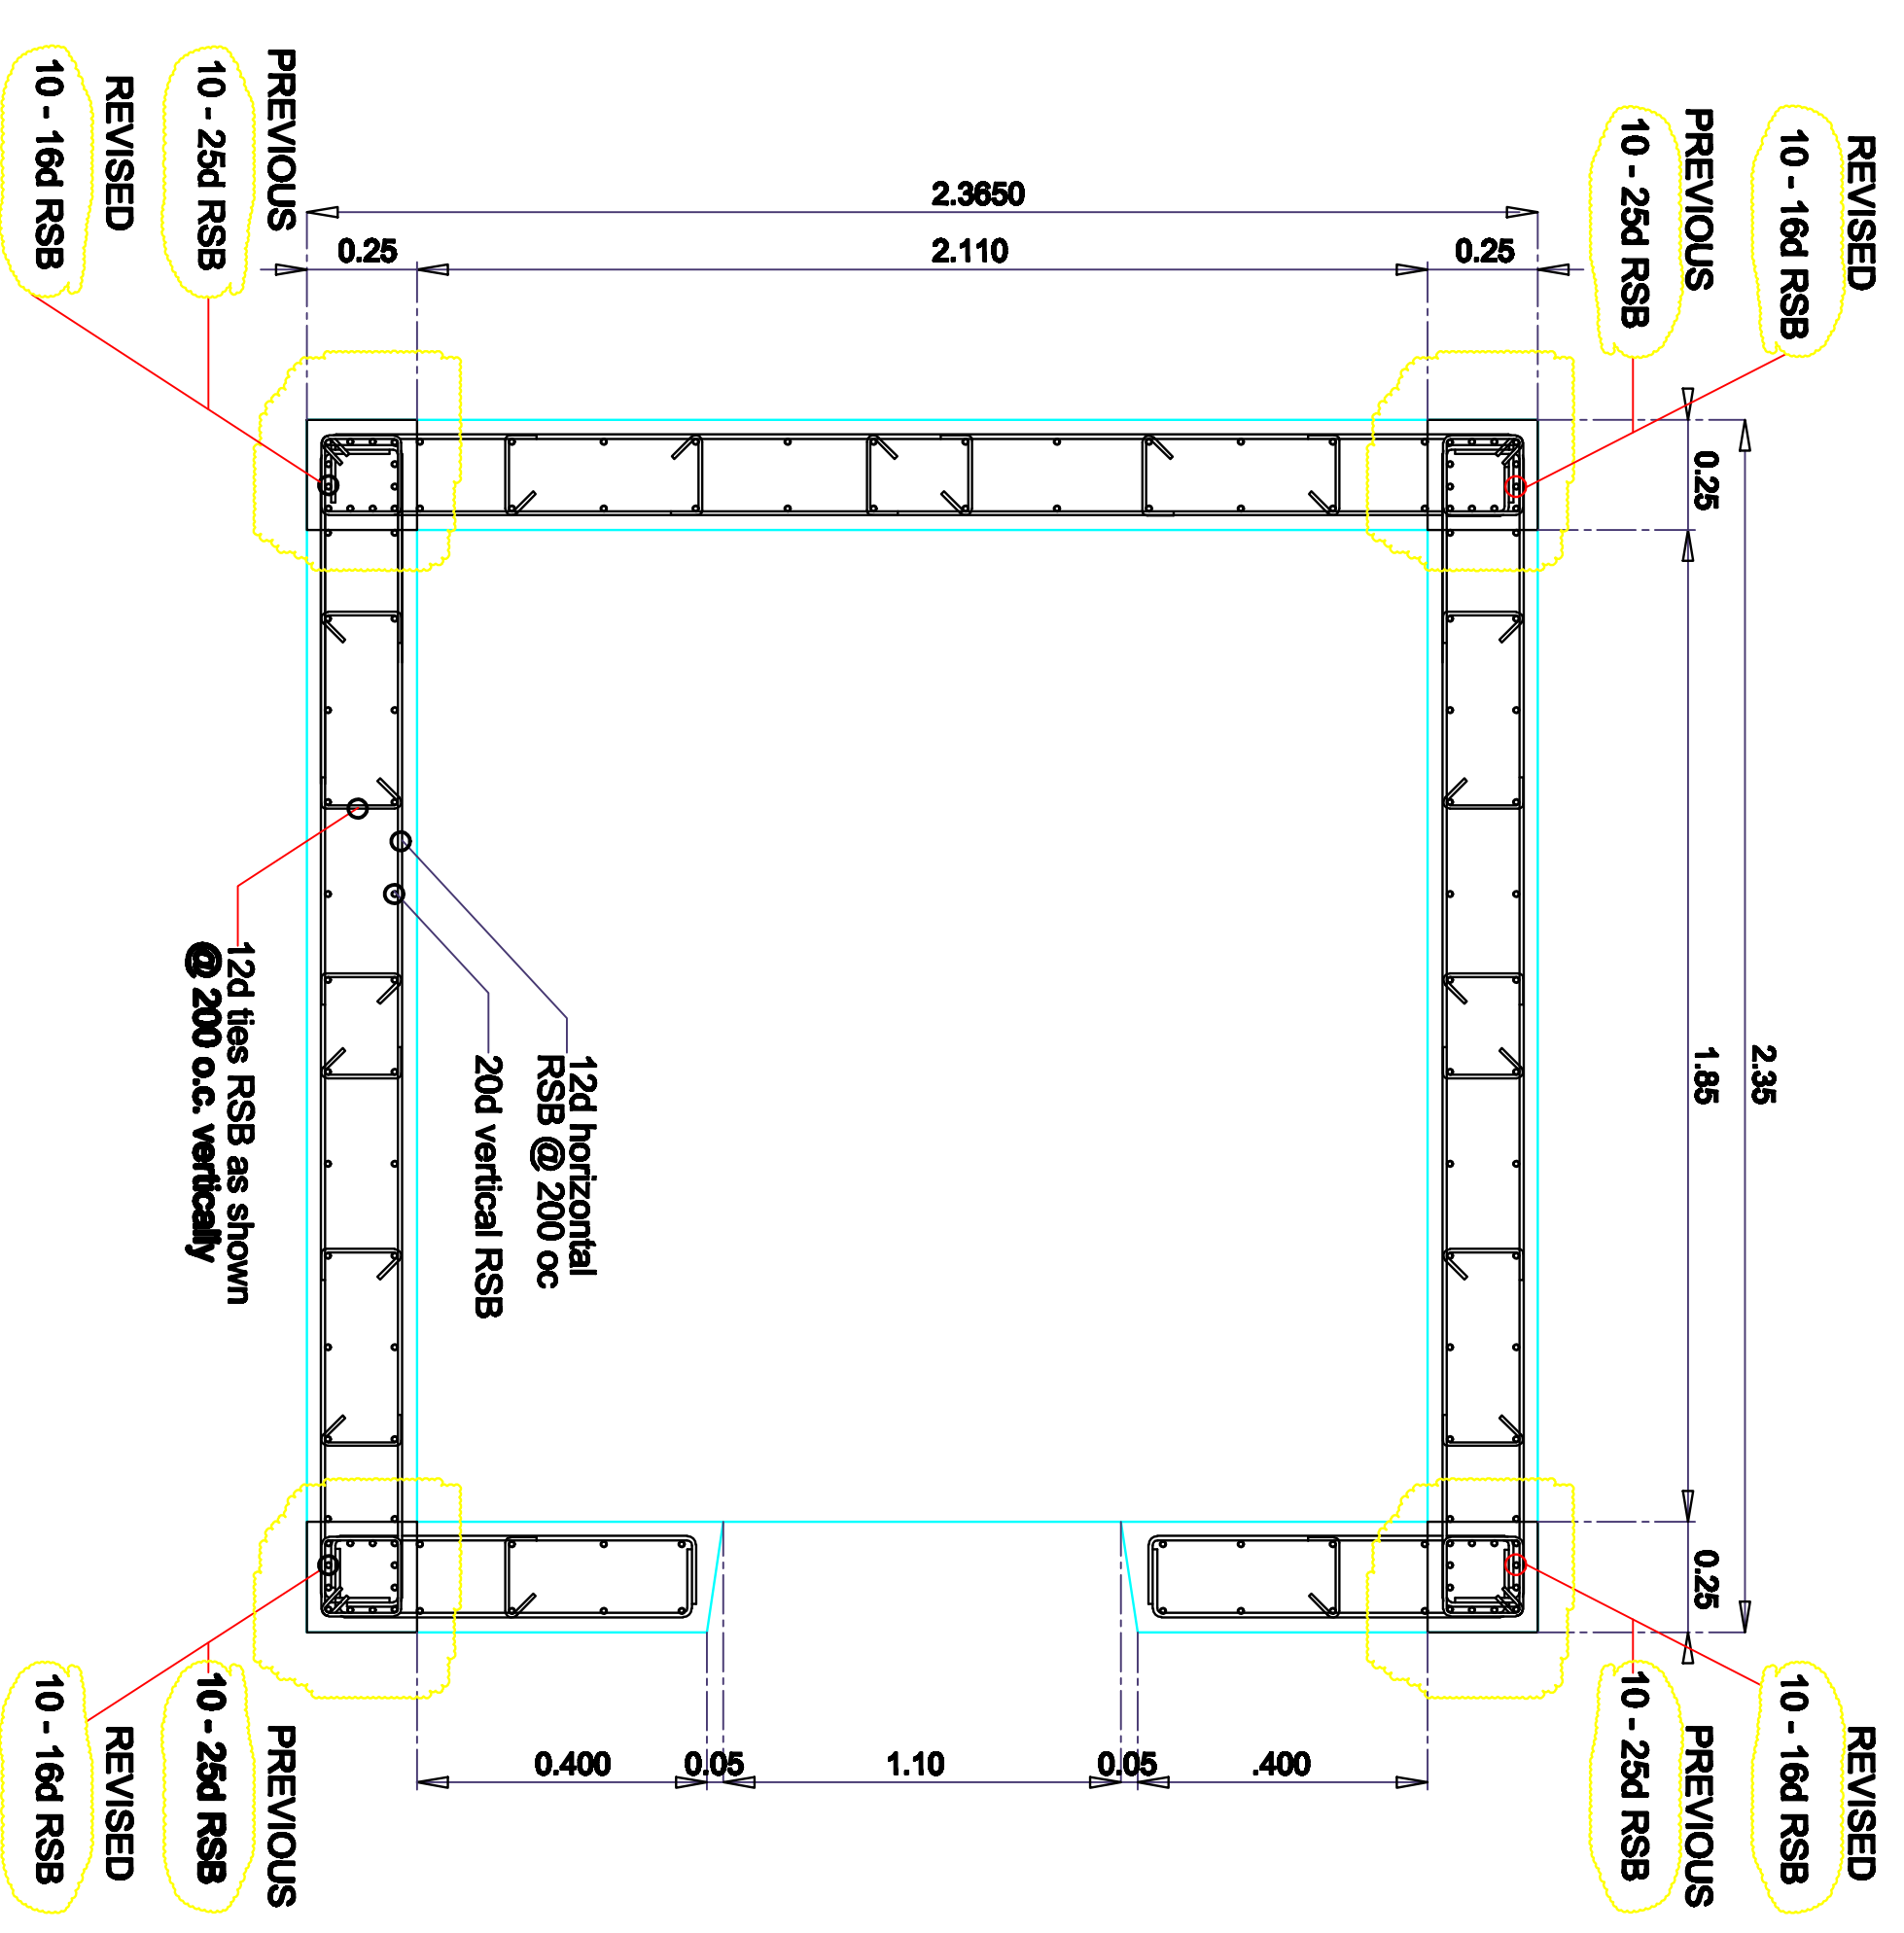 REVISED
10 - 16d RSB
PREVIOUS
10 - 25d RSB
PREVIOUS
10 - 25d RSB
REVISED
10 - 16d RSB
2.3650
0.25
2.110
0.25
0.25
2.35
1.85
0.25
12d horizontal
RSB @ 200 oc
20d vertical RSB
12d ties RSB as shown
@ 200 o.c. vertically
REVISED
10 - 16d RSB
PREVIOUS
10 - 25d RSB
PREVIOUS
10 - 25d RSB
REVISED
10 - 16d RSB
0.400
0.05
1.10
0.05
.400